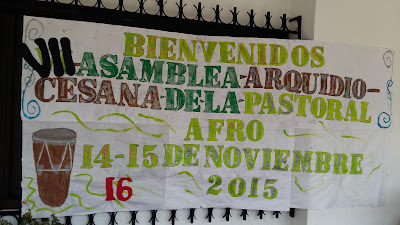 BIENVENIDOS
VII-ASAMBLEA-ARQUIDIO-
CESANA-DE-LA-PASTORAL
AFRO
14-15 DE NOVIEMBRE
16 2015